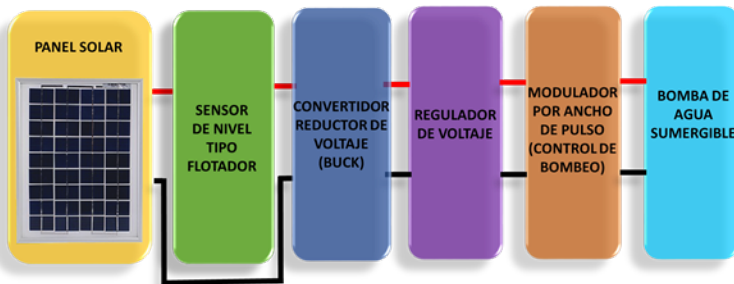 PANEL SOLAR
SENSOR
DE NIVEL
TIPO
FLOTADOR
CONVERTIDOR
REDUCTOR DE
VOLTAJE
(BUCK)
REGULADOR
DE VOLTAJE
MODULADOR
POR ANCHO
DE PULSO
(CONTROL DE
BOMBEO)
BOMBA DE
AGUA
SUMERGIBLE